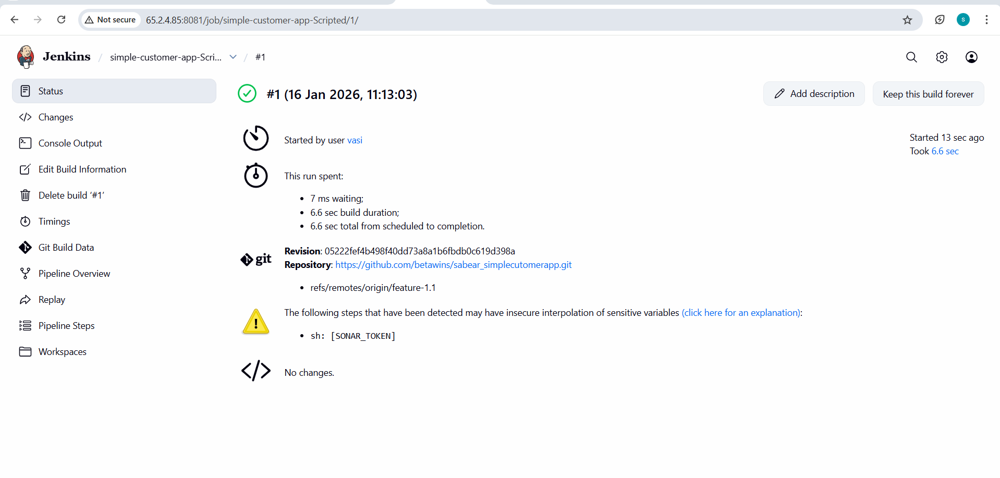 Not secure 65.2.4.85:8081/job/simple-customer-app-Scripted/1/ s
Jenkins / simple-customer-app-Scri... / #1
Status
Changes
Console Output
Edit Build Information
Delete build ‘#1’
Timings
Git Build Data
Pipeline Overview
Replay
Pipeline Steps
Workspaces
#1 (16 Jan 2026, 11:13:03)
Add description
Keep this build forever
Started by user vasi
Started 13 sec ago
Took 6.6 sec
This run spent:
7 ms waiting;
6.6 sec build duration;
6.6 sec total from scheduled to completion.
git
Revision: 05222fef4b498f40dd73a8a1b6fbdb0c619d398a
Repository: https://github.com/betawins/sabear_simplecutomerapp.git
refs/remotes/origin/feature-1.1
The following steps that have been detected may have insecure interpolation of sensitive variables (click here for an explanation):
sh: [SONAR_TOKEN]
No changes.